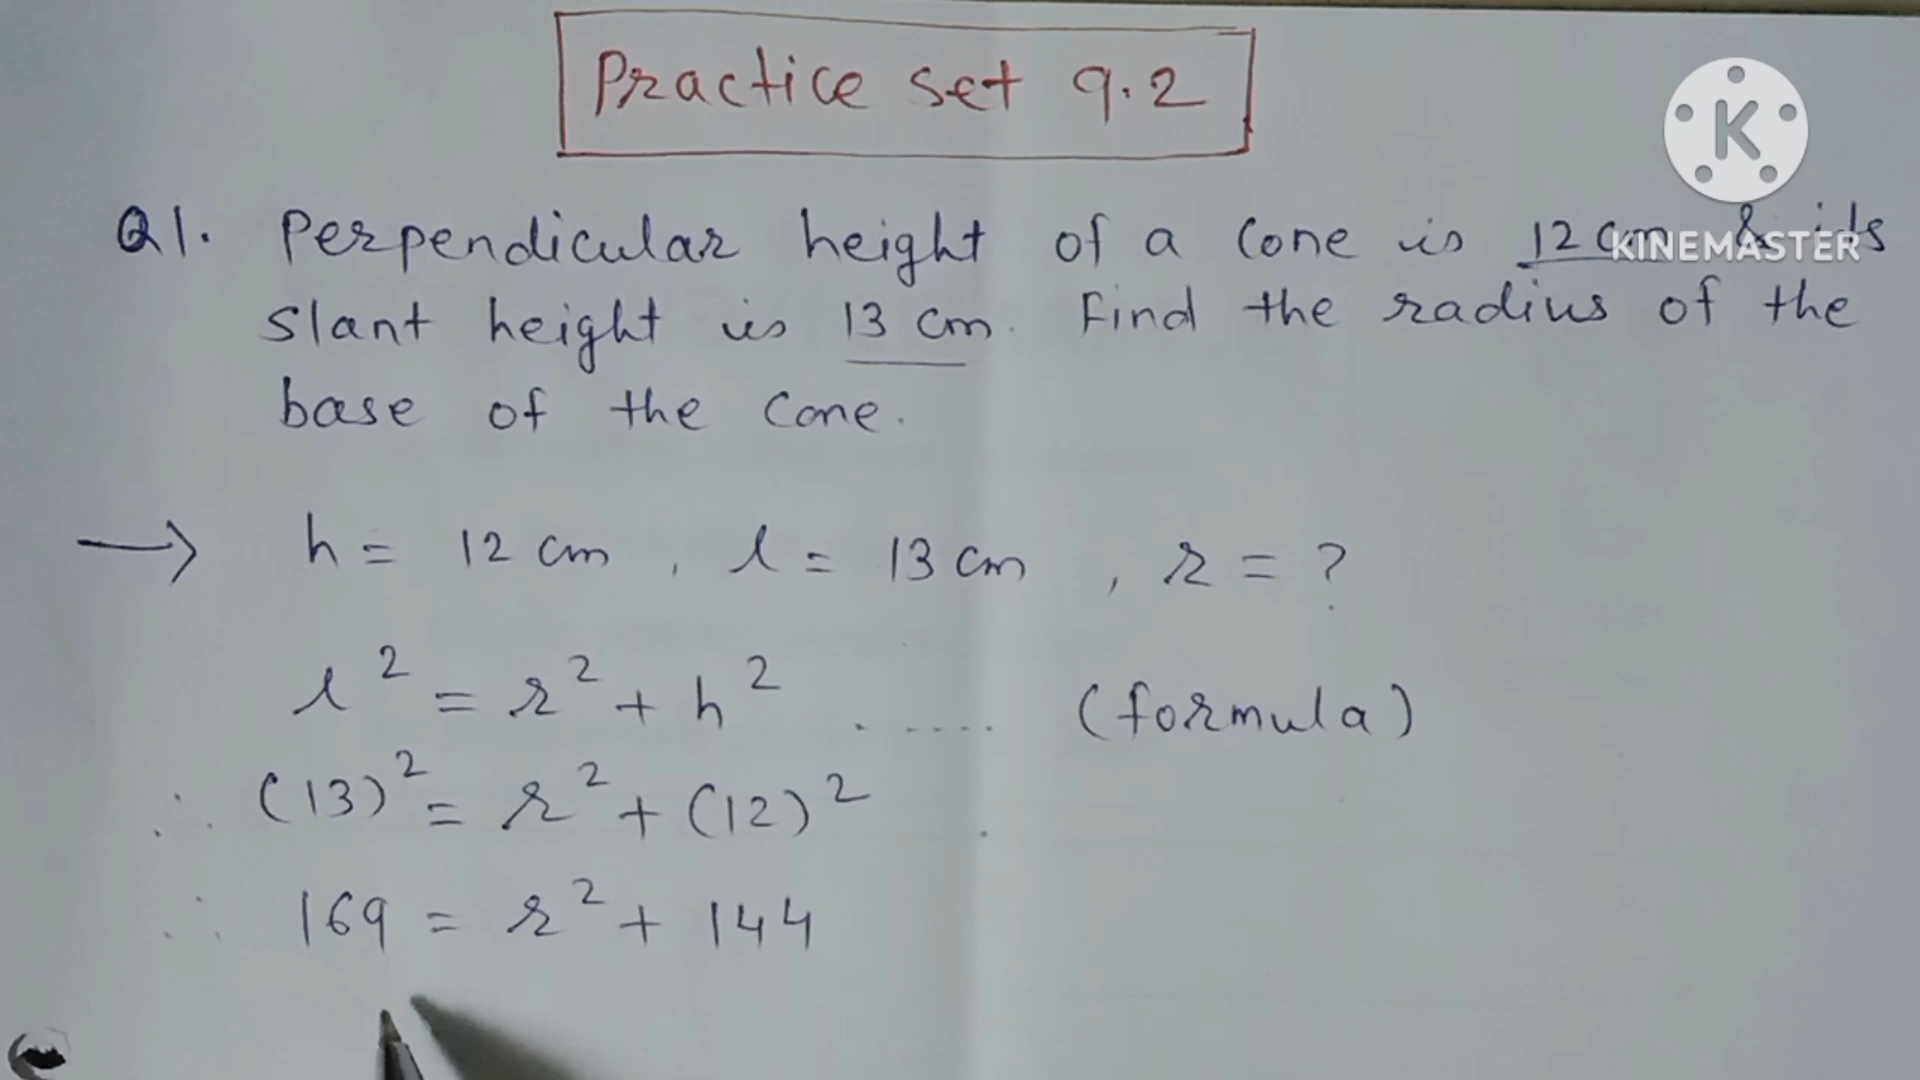 Practice set 9.2
K
KINEMASTER
Q1. Perpendicular height of a cone is 12 cm & its
slant height is 13 cm. Find the radius of the
base of the cone.
→ h = 12 cm , l = 13 cm , r = ?
l² = r² + h² ...... (formula)
∴ (13)² = r² + (12)²
∴ 169 = r² + 144